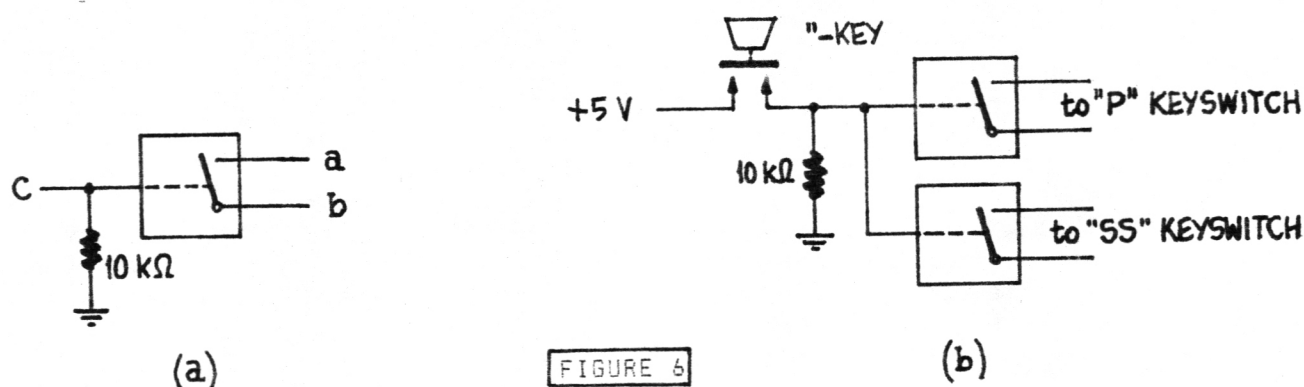 C
a
b
10 kΩ
(a)
"-KEY
+5 V
10 kΩ
to "P" KEYSWITCH
to "SS" KEYSWITCH
(b)
FIGURE 6